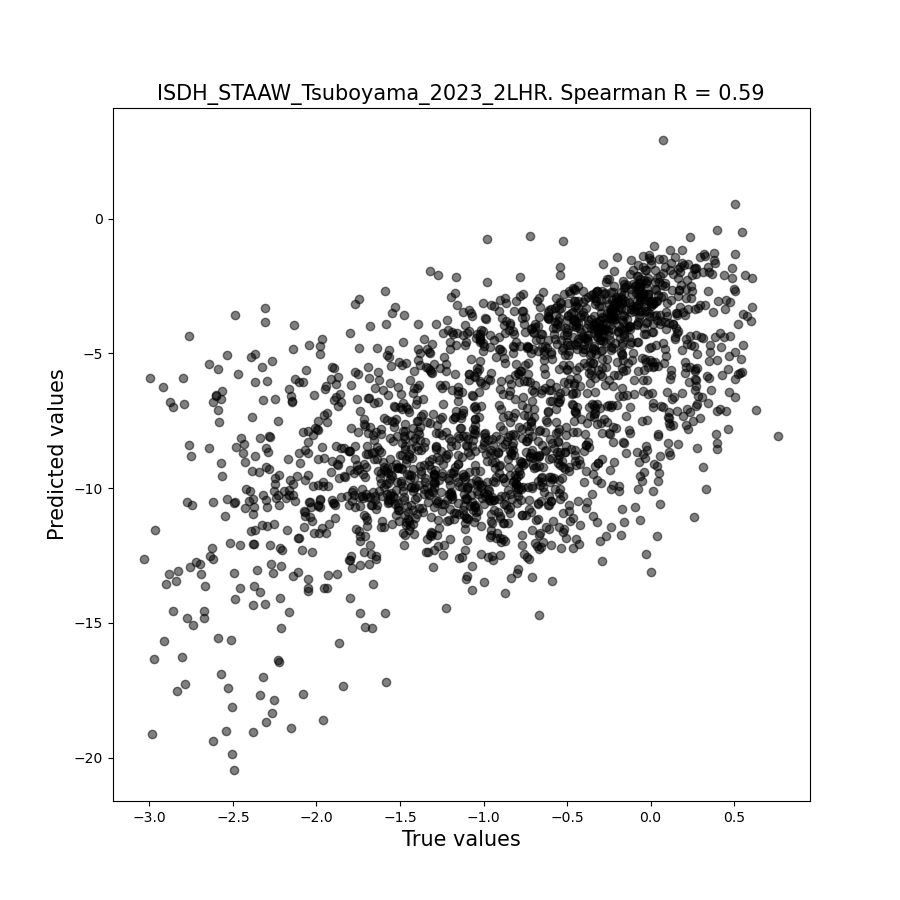 ISDH_STAAW_Tsuboyama_2023_2LHR. Spearman R = 0.59
0
−5
−10
−15
−20
Predicted values
−3.0 −2.5 −2.0 −1.5 −1.0 −0.5 0.0 0.5
True values